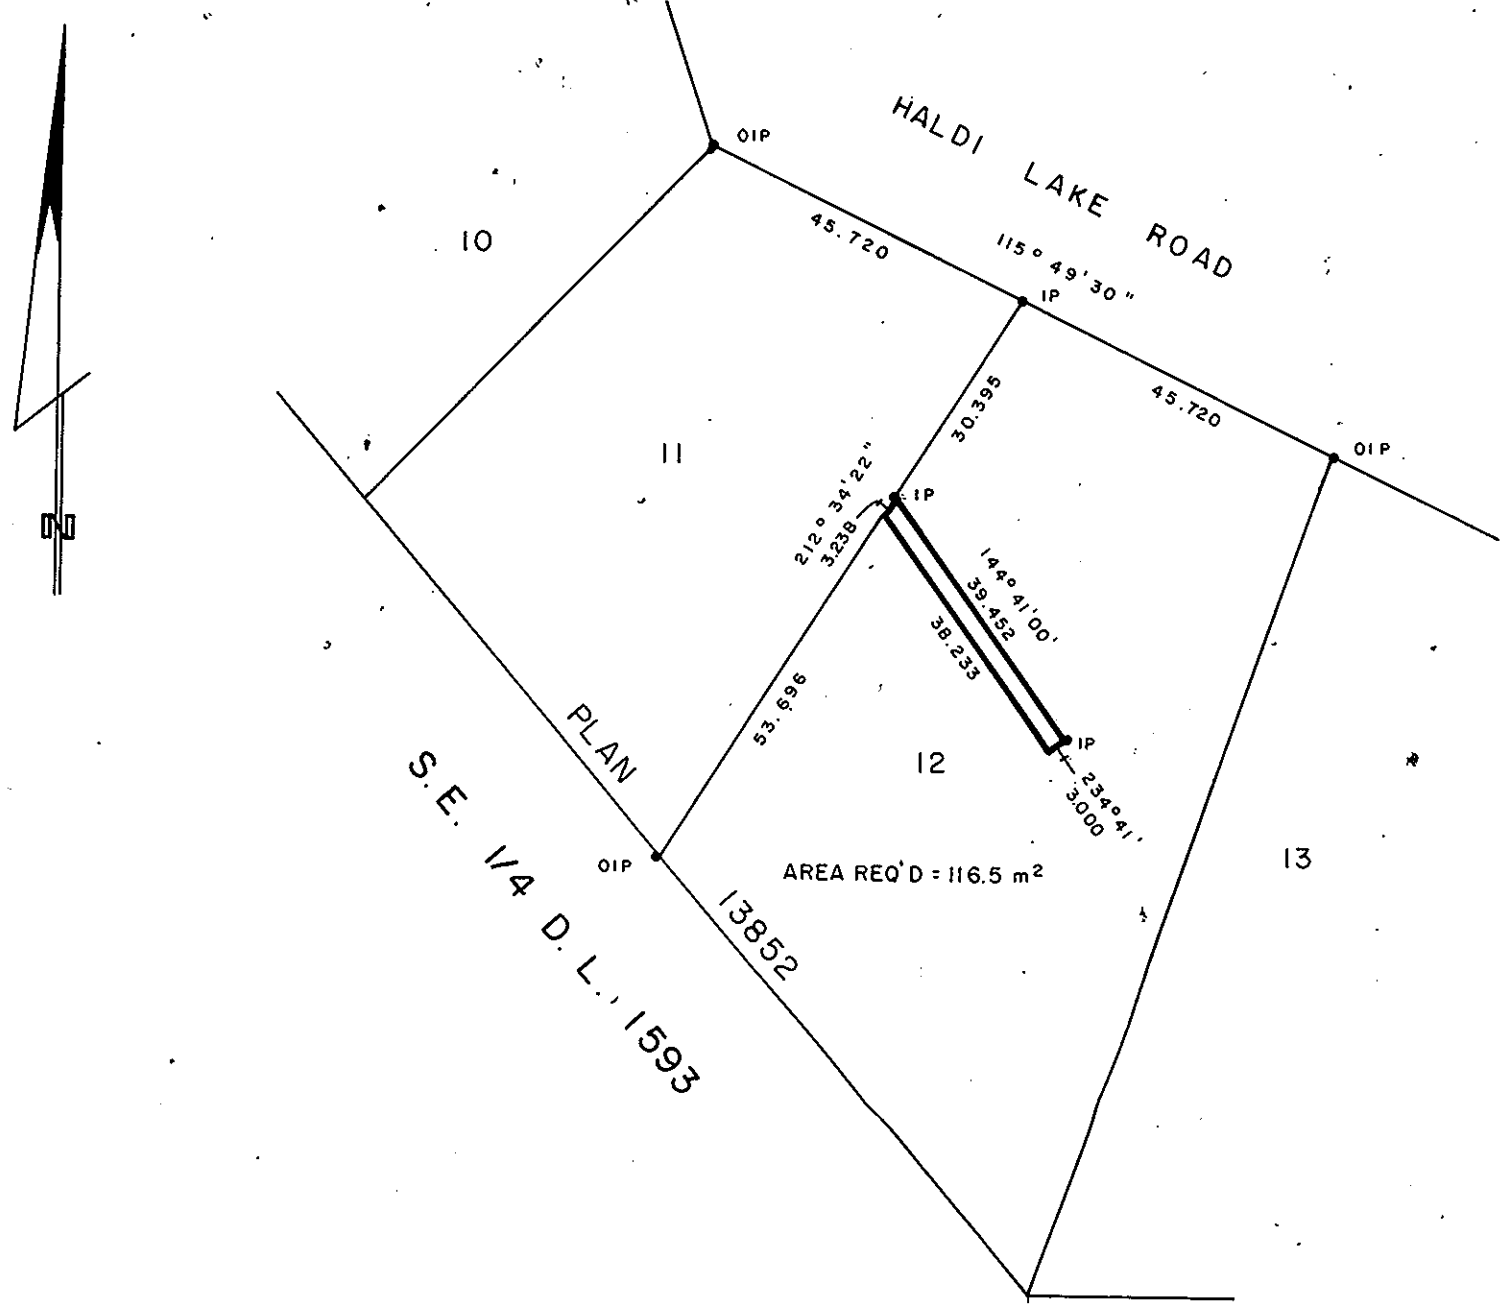 OIP
HALDI LAKE ROAD
10
45.720
115° 49'30"
IP
N
11
30.395
45.720
OIP
212° 34'22"
3.238
IP
144° 41'00'
39.452
38.233
53.696
PLAN
12
IP
234° 41'
3.000
S.E. 1/4 D. L. 1593
OIP
AREA REQ'D = 116.5 m²
13
13852